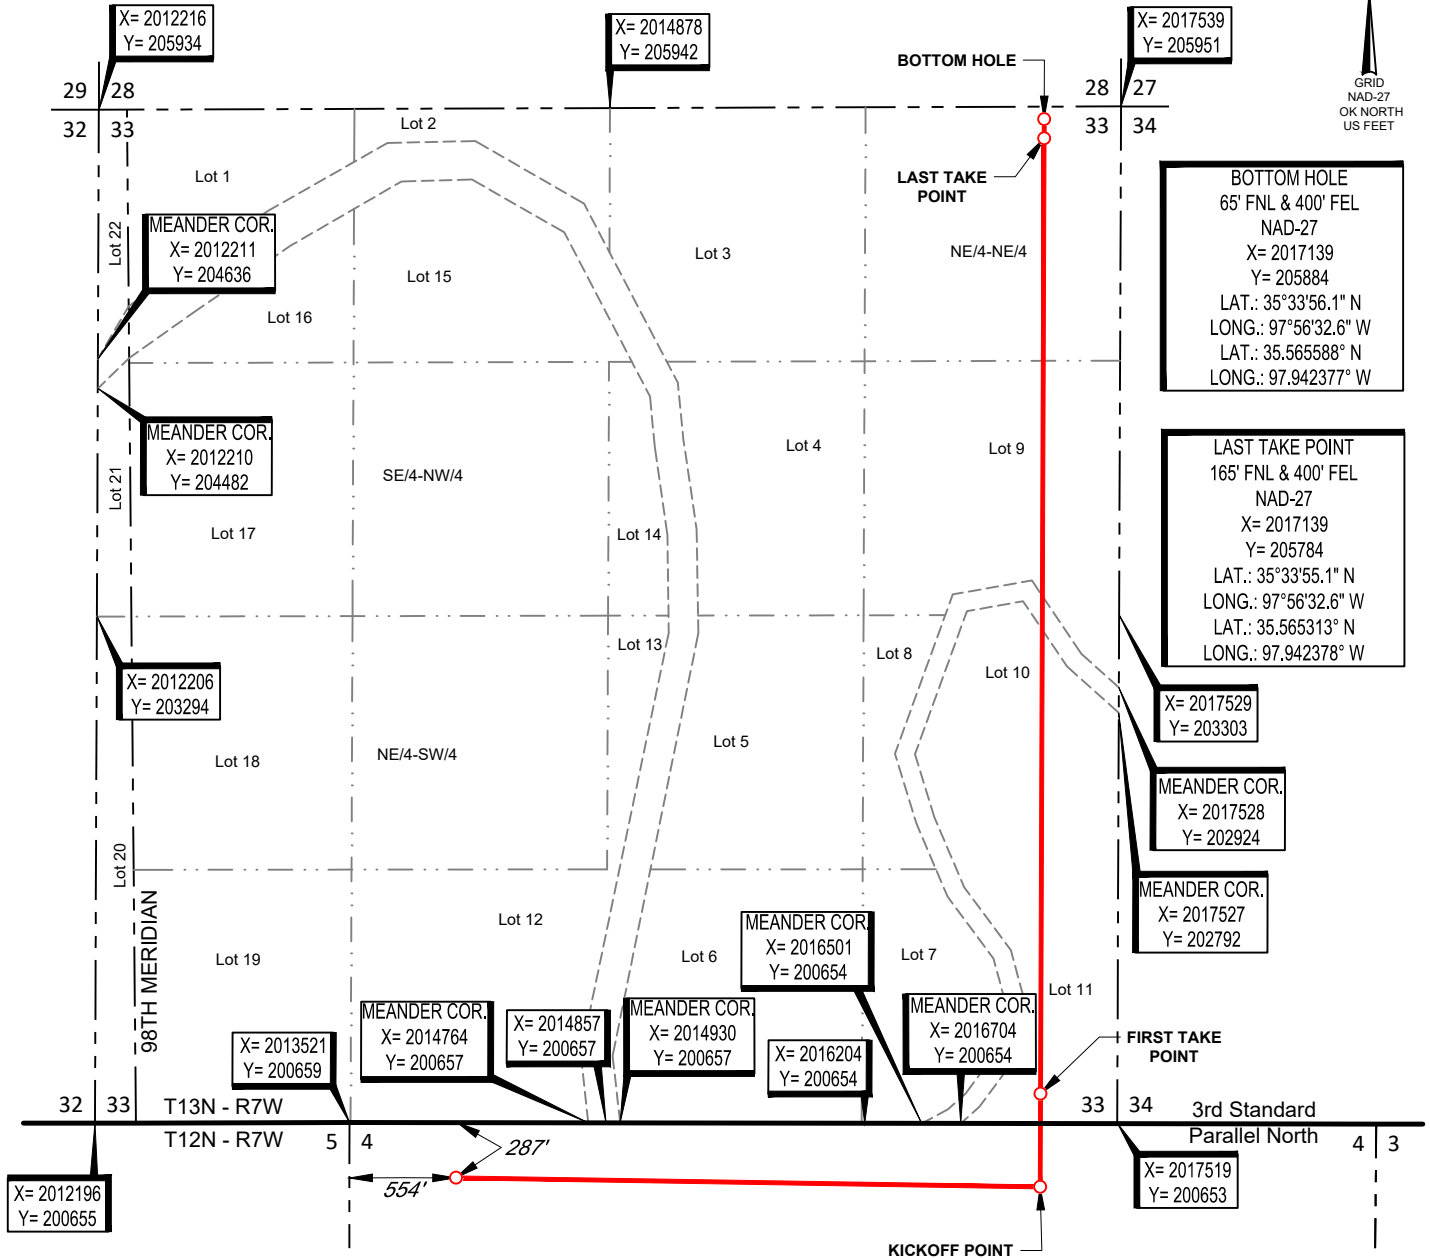 X= 2012216
Y= 205934
X= 2014878
Y= 205942
X= 2017539
Y= 205951
BOTTOM HOLE
GRID
NAD-27
OK NORTH
US FEET
29 28
32 33
28 27
33 34
Lot 2
Lot 1
LAST TAKE
POINT
Lot 22
MEANDER COR.
X= 2012211
Y= 204636
Lot 3
NE/4-NE/4
Lot 15
Lot 16
BOTTOM HOLE
65' FNL & 400' FEL
NAD-27
X= 2017139
Y= 205884
LAT.: 35°33'56.1" N
LONG.: 97°56'32.6" W
LAT.: 35.565588° N
LONG.: 97.942377° W
MEANDER COR.
X= 2012210
Y= 204482
Lot 21
SE/4-NW/4
Lot 4
Lot 9
Lot 17
Lot 14
LAST TAKE POINT
165' FNL & 400' FEL
NAD-27
X= 2017139
Y= 205784
LAT.: 35°33'55.1" N
LONG.: 97°56'32.6" W
LAT.: 35.565313° N
LONG.: 97.942378° W
X= 2012206
Y= 203294
Lot 13
Lot 8
Lot 10
X= 2017529
Y= 203303
Lot 18
NE/4-SW/4
Lot 5
MEANDER COR.
X= 2017528
Y= 202924
Lot 20
98TH MERIDIAN
MEANDER COR.
X= 2017527
Y= 202792
Lot 12
Lot 19
Lot 6
MEANDER COR.
X= 2016501
Y= 200654
Lot 7
Lot 11
X= 2013521
Y= 200659
MEANDER COR.
X= 2014764
Y= 200657
X= 2014857
Y= 200657
MEANDER COR.
X= 2014930
Y= 200657
X= 2016204
Y= 200654
MEANDER COR.
X= 2016704
Y= 200654
FIRST TAKE
POINT
32 33
T13N - R7W
33 34
3rd Standard
T12N - R7W
5 4
287'
Parallel North
4 3
554'
X= 2012196
Y= 200655
X= 2017519
Y= 200653
KICKOFF POINT